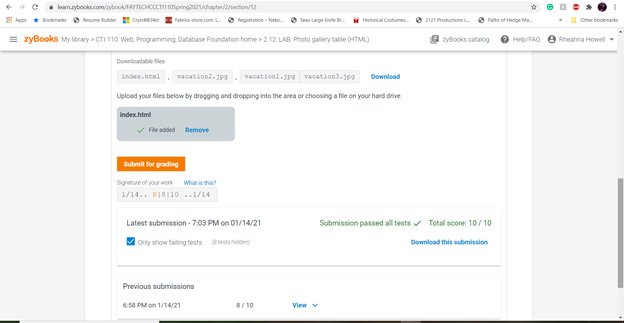 learn.zybooks.com/zybook/FAYTECHCCCTI110Spring2021/chapter/2/section/12
Apps Bookmarks Resume Builder CrystilRESMaz Fabrics-store.com: L... Registration – Neko... Seas Large Knife Br... Historical Costumes... 2121 Productions L... Paths of Hedge Ma... » Other bookmarks
zyBooks My library > CTI 110: Web, Programming, Database Foundation home > 2.12: LAB: Photo gallery table (HTML) zyBooks catalog Help/FAQ Rheanna Howell
Downloadable files
index.html , vacation2.jpg , vacation1.jpg vacation3.jpg Download
Upload your files below by dragging and dropping into the area or choosing a file on your hard drive.
index.html
File added Remove
Submit for grading
Signature of your work What is this?
1/14.. R|8|10 ..1/14
Latest submission - 7:03 PM on 01/14/21 Submission passed all tests Total score: 10 / 10
Only show failing tests (8 tests hidden) Download this submission
Previous submissions
6:58 PM on 1/14/21 8 / 10 View